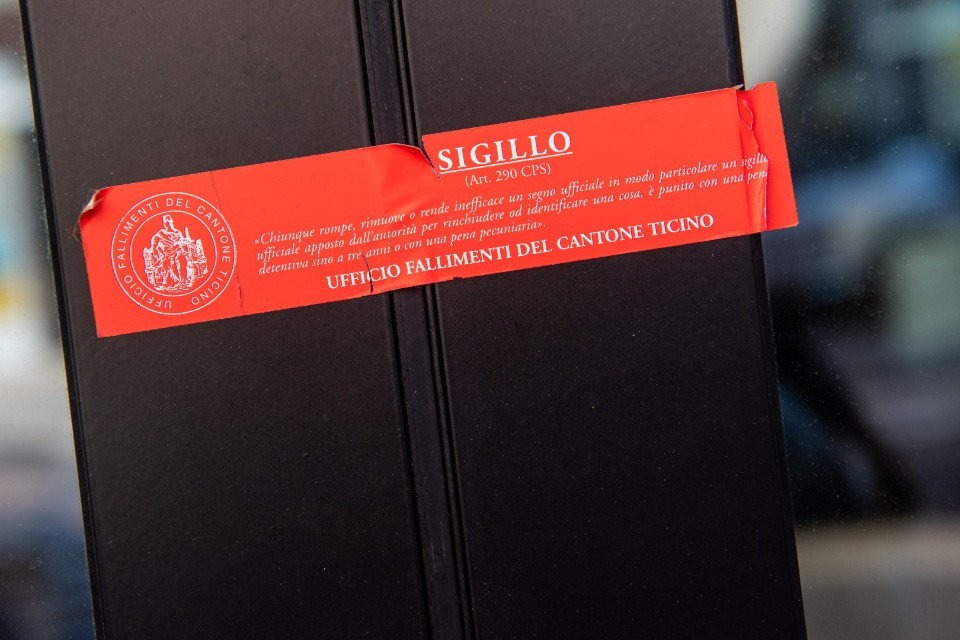 UFFICIO FALLIMENTI DEL CANTONE TICINO
SIGILLO
(Art. 290 CPS)
«Chiunque rompe, rimuove o rende inefficace un segno ufficiale in modo particolare un sigillo
ufficiale apposto dall'autorità per rinchiudere od identificare una cosa, è punito con una pena
detentiva sino a tre anni o con una pena pecuniaria».
UFFICIO FALLIMENTI DEL CANTONE TICINO